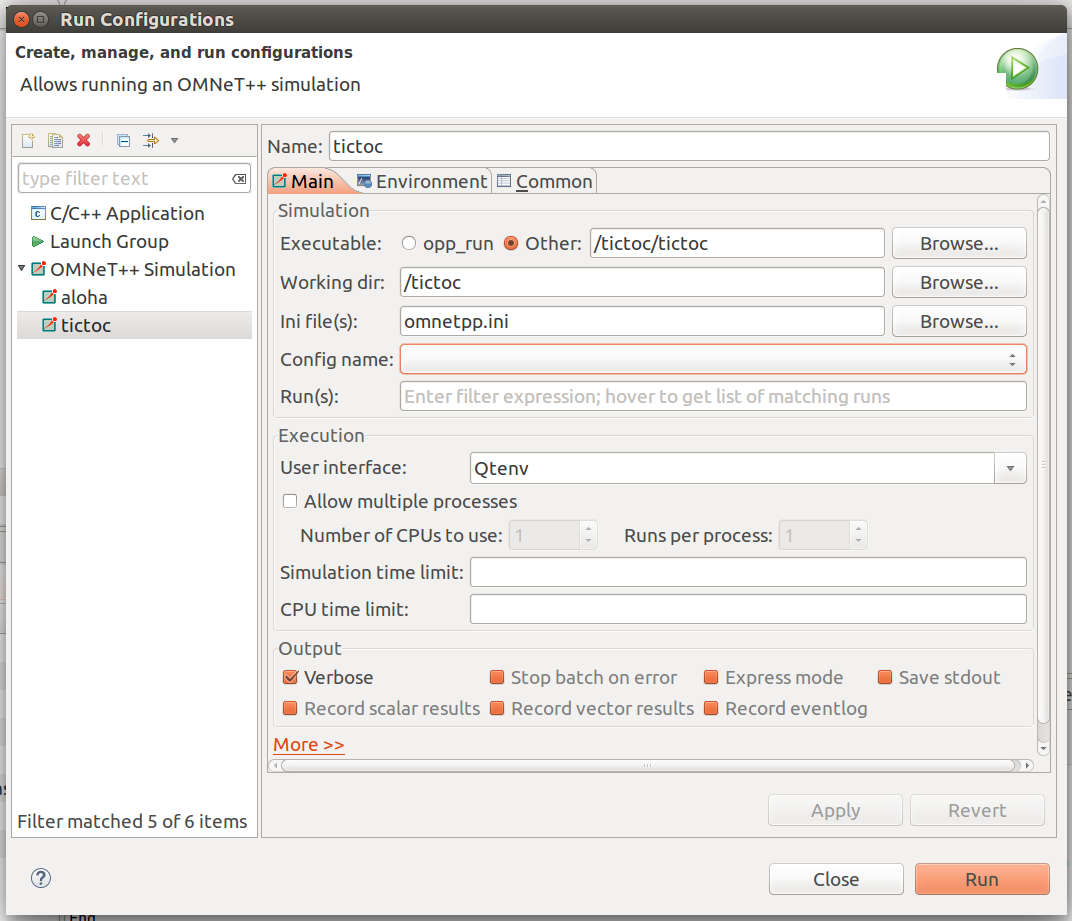 Run Configurations
Create, manage, and run configurations
Allows running an OMNeT++ simulation
type filter text
C/C++ Application
Launch Group
OMNeT++ Simulation
aloha
tictoc
Filter matched 5 of 6 items
Name: tictoc
Main Environment Common
Simulation
Executable: opp_run Other: /tictoc/tictoc Browse...
Working dir: /tictoc Browse...
Ini file(s): omnetpp.ini Browse...
Config name:
Run(s): Enter filter expression; hover to get list of matching runs
Execution
User interface: Qtenv
Allow multiple processes
Number of CPUs to use: 1 Runs per process: 1
Simulation time limit:
CPU time limit:
Output
Verbose Stop batch on error Express mode Save stdout
Record scalar results Record vector results Record eventlog
More >>
Apply Revert
Close Run
End